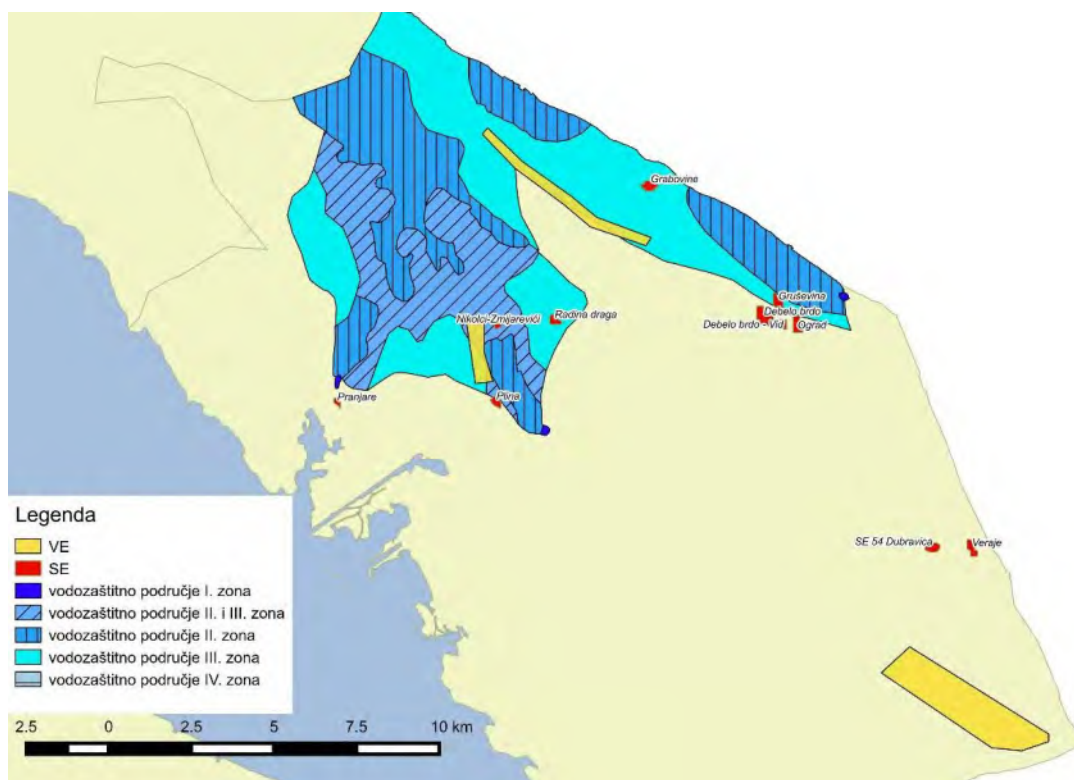 Grabovine
Gruševina
Debelo brdo
Debelo brdo - Vid
Ograd
Nikolci-Zmijarevići
Radina draga
Pranjare
Plina
SE 54 Dubravica
Veraje
Legenda
VE
SE
vodozaštitno područje I. zona
vodozaštitno područje II. i III. zona
vodozaštitno područje II. zona
vodozaštitno područje III. zona
vodozaštitno područje IV. zona
2.5 0 2.5 5 7.5 10 km